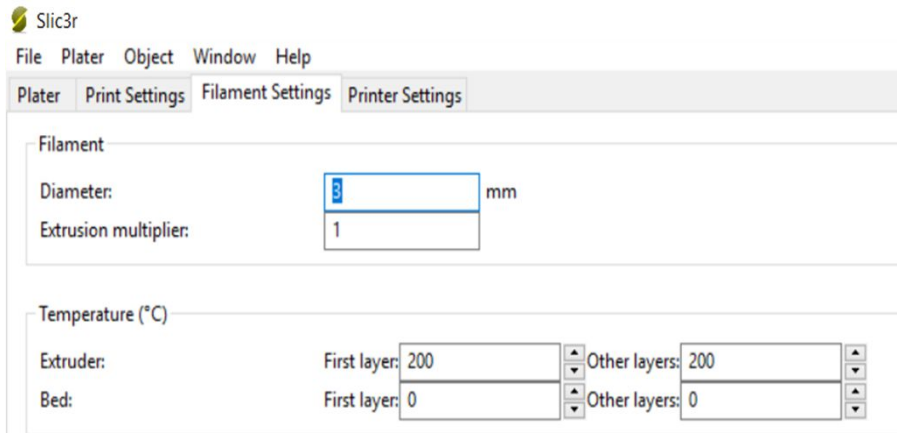 Slic3r
File Plater Object Window Help
Plater Print Settings Filament Settings Printer Settings
Filament
Diameter: 3 mm
Extrusion multiplier: 1
Temperature (°C)
Extruder: First layer: 200 Other layers: 200
Bed: First layer: 0 Other layers: 0